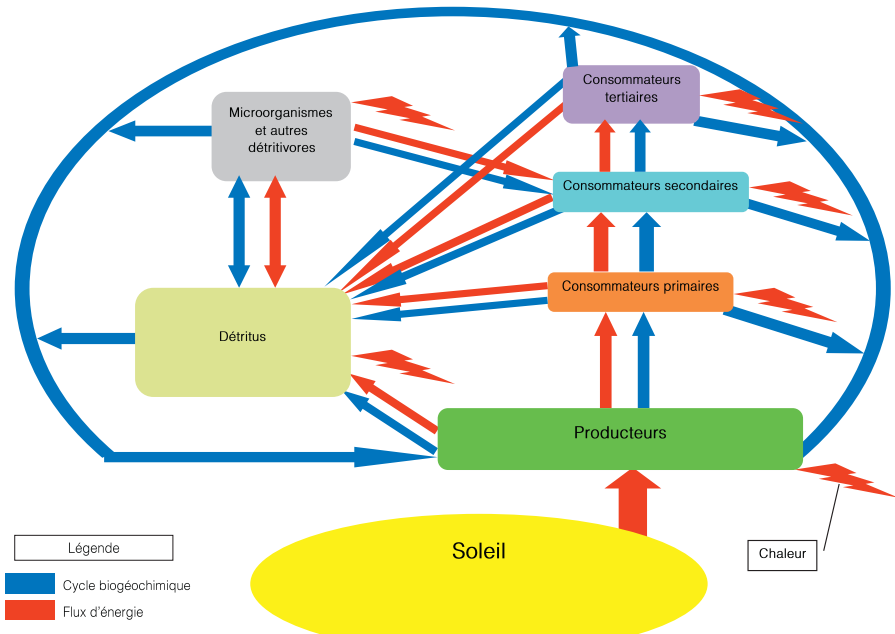 Consommateurs
tertiaires
Microorganismes
et autres
détritivores
Consommateurs secondaires
Consommateurs primaires
Détritus
Producteurs
Soleil
Chaleur
Légende
Cycle biogéochimique
Flux d'énergie